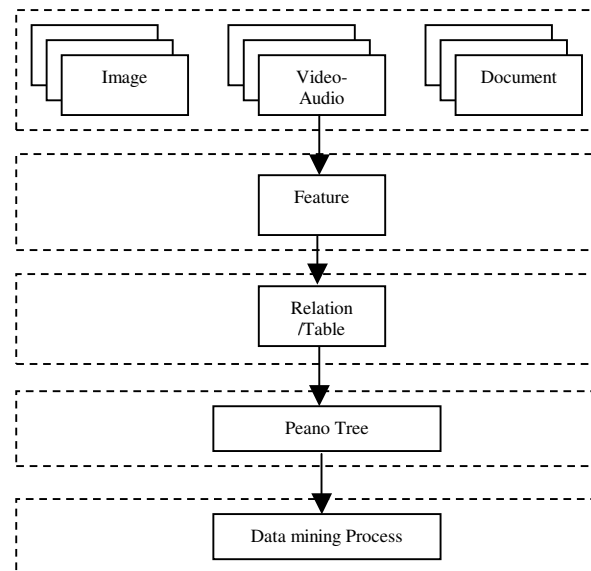 Image
Video-
Audio
Document
Feature
Relation
/Table
Peano Tree
Data mining Process